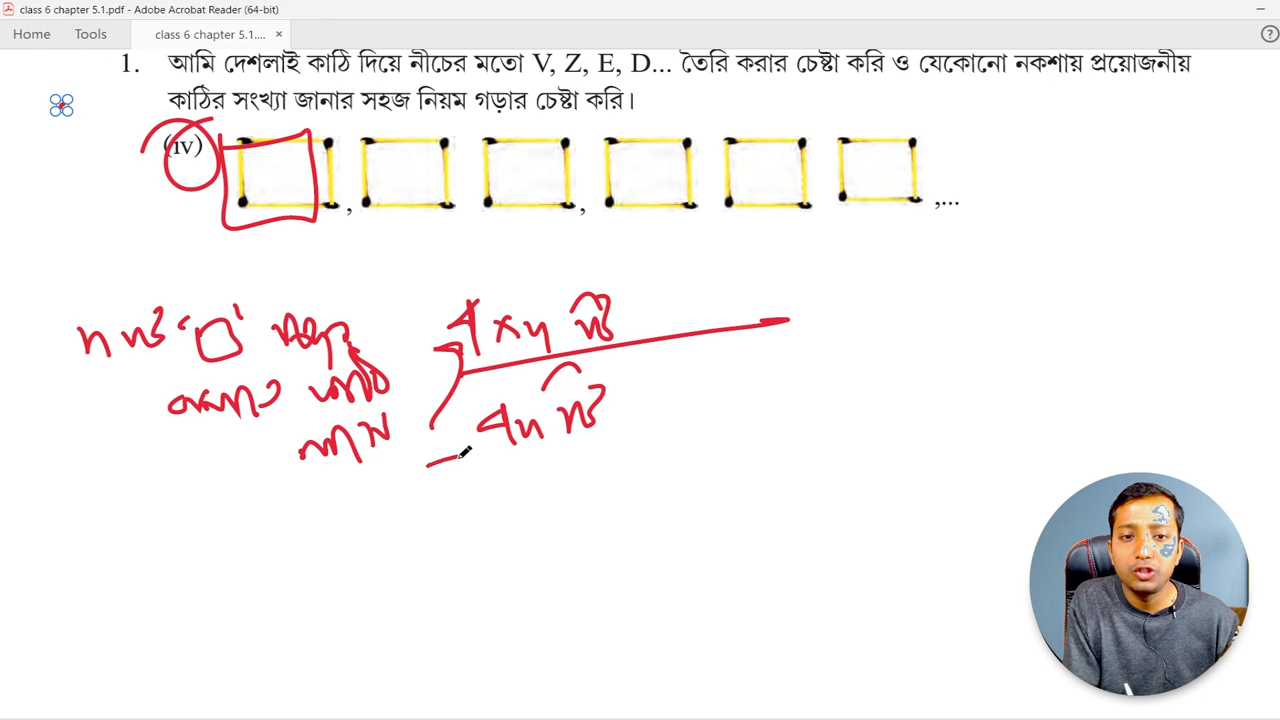 class 6 chapter 5.1.pdf - Adobe Acrobat Reader (64-bit)
Home Tools class 6 chapter 5.1.... ×
1. আমি দেশলাই কাঠি দিয়ে নীচের মতো V, Z, E, D... তৈরি করার চেষ্টা করি ও যেকোনো নকশায় প্রয়োজনীয়
কাঠির সংখ্যা জানার সহজ নিয়ম গড়ার চেষ্টা করি।
(iv) , , ,...
n টি '□' 4 × n টি
কাঠি 4n টি